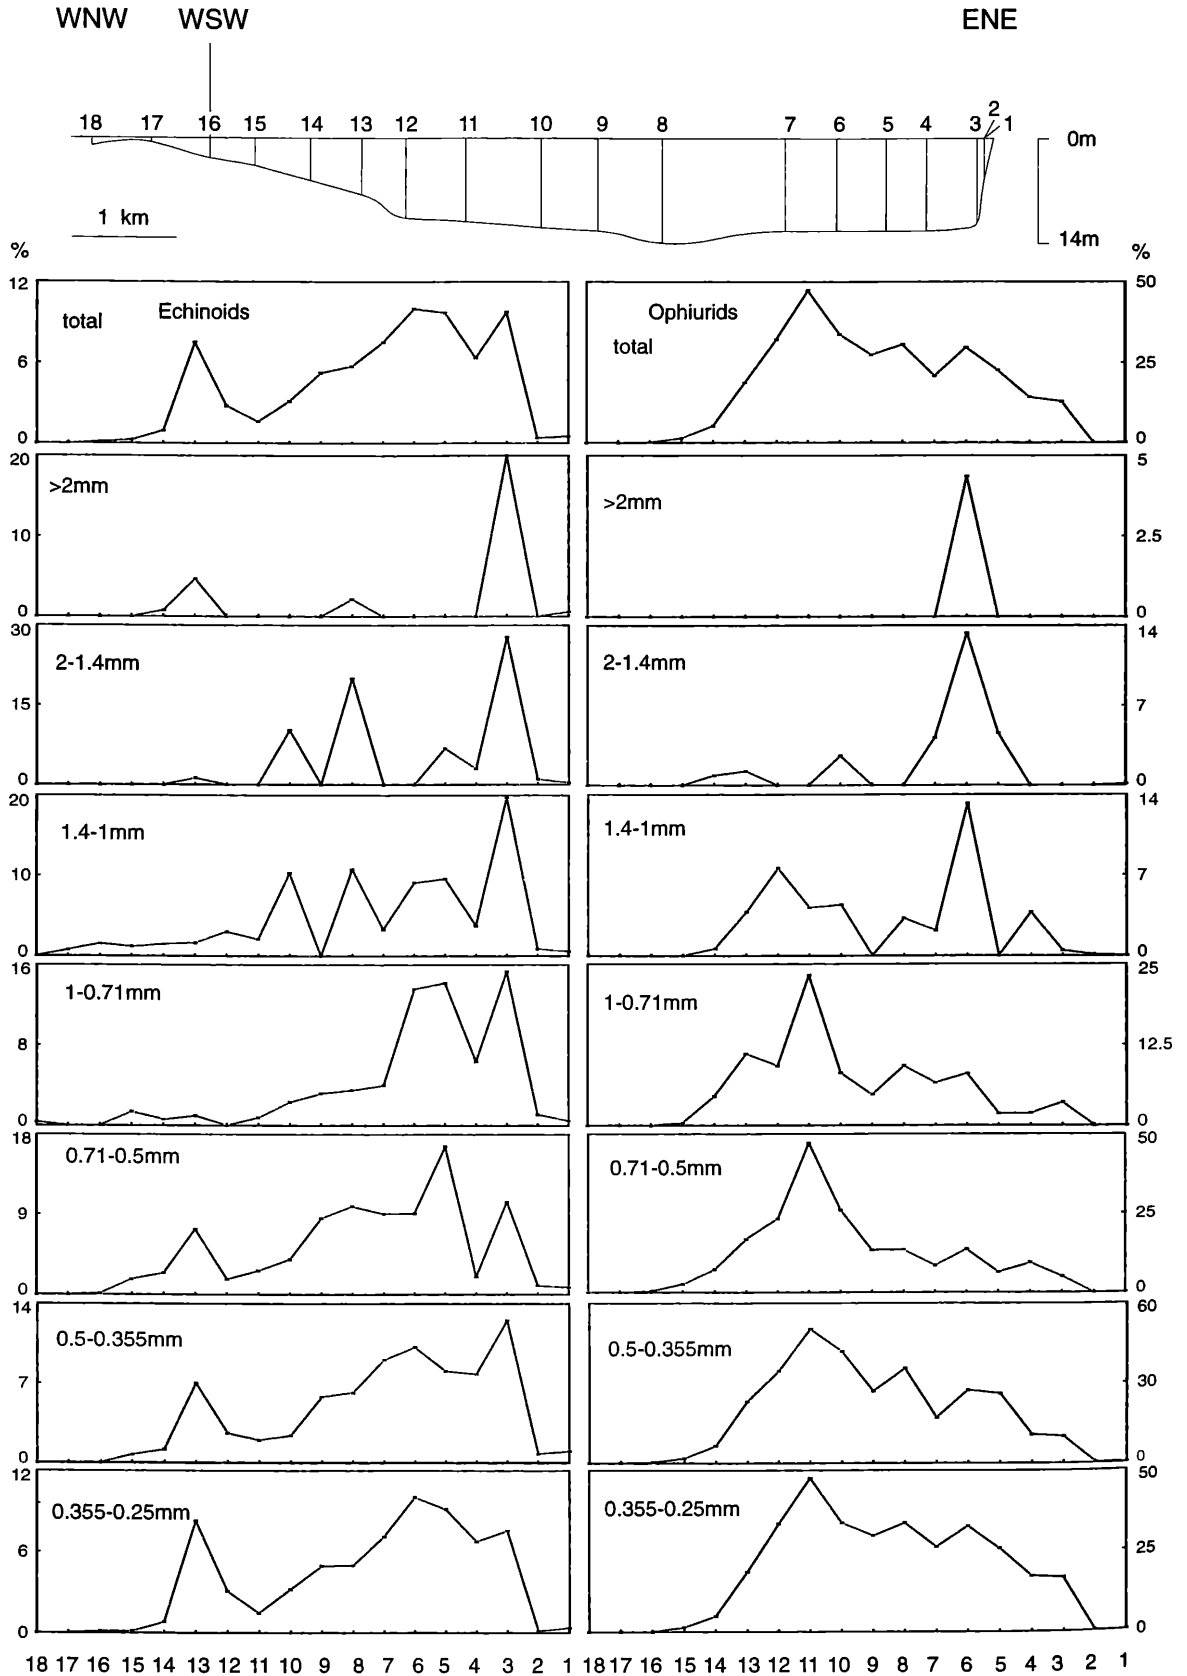 WNW WSW ENE
2
18 17 16 15 14 13 12 11 10 9 8 7 6 5 4 3 1
0m
1 km
14m
% %
12 Echinoids Ophiurids 50
total total
6 25
0 0
20 5
>2mm >2mm
10 2.5
0 0
30 14
2-1.4mm 2-1.4mm
15 7
0 0
20 14
1.4-1mm 1.4-1mm
10 7
0 0
16 25
1-0.71mm 1-0.71mm
8 12.5
0 0
18 50
0.71-0.5mm 0.71-0.5mm
9 25
0 0
14 60
0.5-0.355mm 0.5-0.355mm
7 30
0 0
12 50
0.355-0.25mm 0.355-0.25mm
6 25
0 0
18 17 16 15 14 13 12 11 10 9 8 7 6 5 4 3 2 1 18 17 16 15 14 13 12 11 10 9 8 7 6 5 4 3 2 1